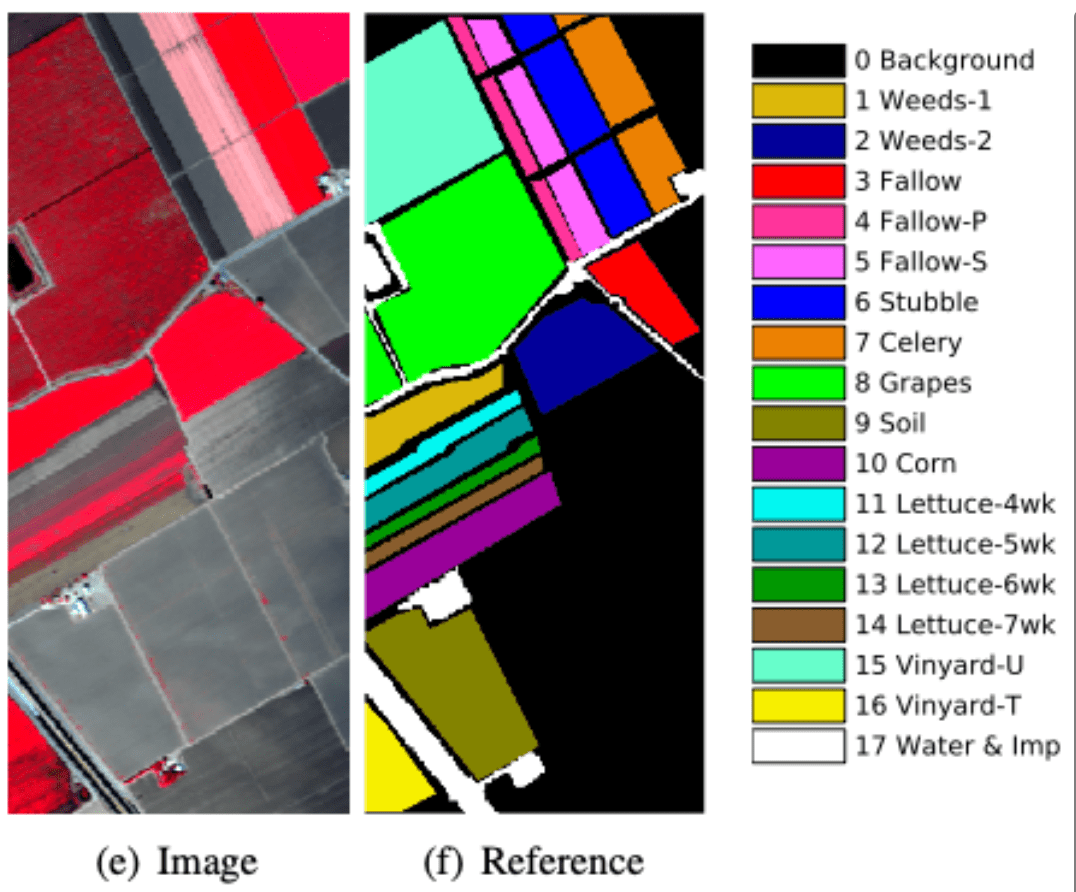 0 Background
1 Weeds-1
2 Weeds-2
3 Fallow
4 Fallow-P
5 Fallow-S
6 Stubble
7 Celery
8 Grapes
9 Soil
10 Corn
11 Lettuce-4wk
12 Lettuce-5wk
13 Lettuce-6wk
14 Lettuce-7wk
15 Vinyard-U
16 Vinyard-T
17 Water & Imp
(e) Image
(f) Reference